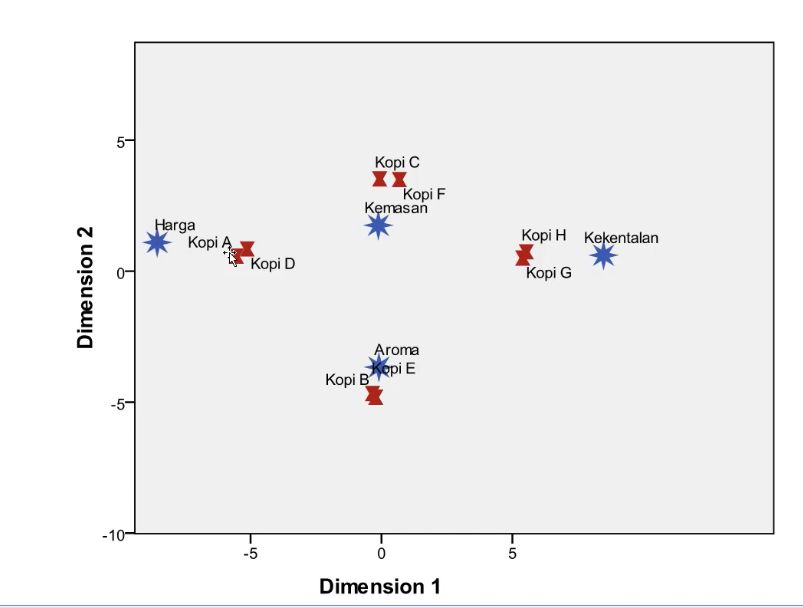 Dimension 2
5
0
-5
-10
Kopi C
Kopi F
Kemasan
Harga
Kopi A
Kopi D
Kopi H
Kekentalan
Kopi G
Aroma
Kopi E
Kopi B
-5
0
5
Dimension 1